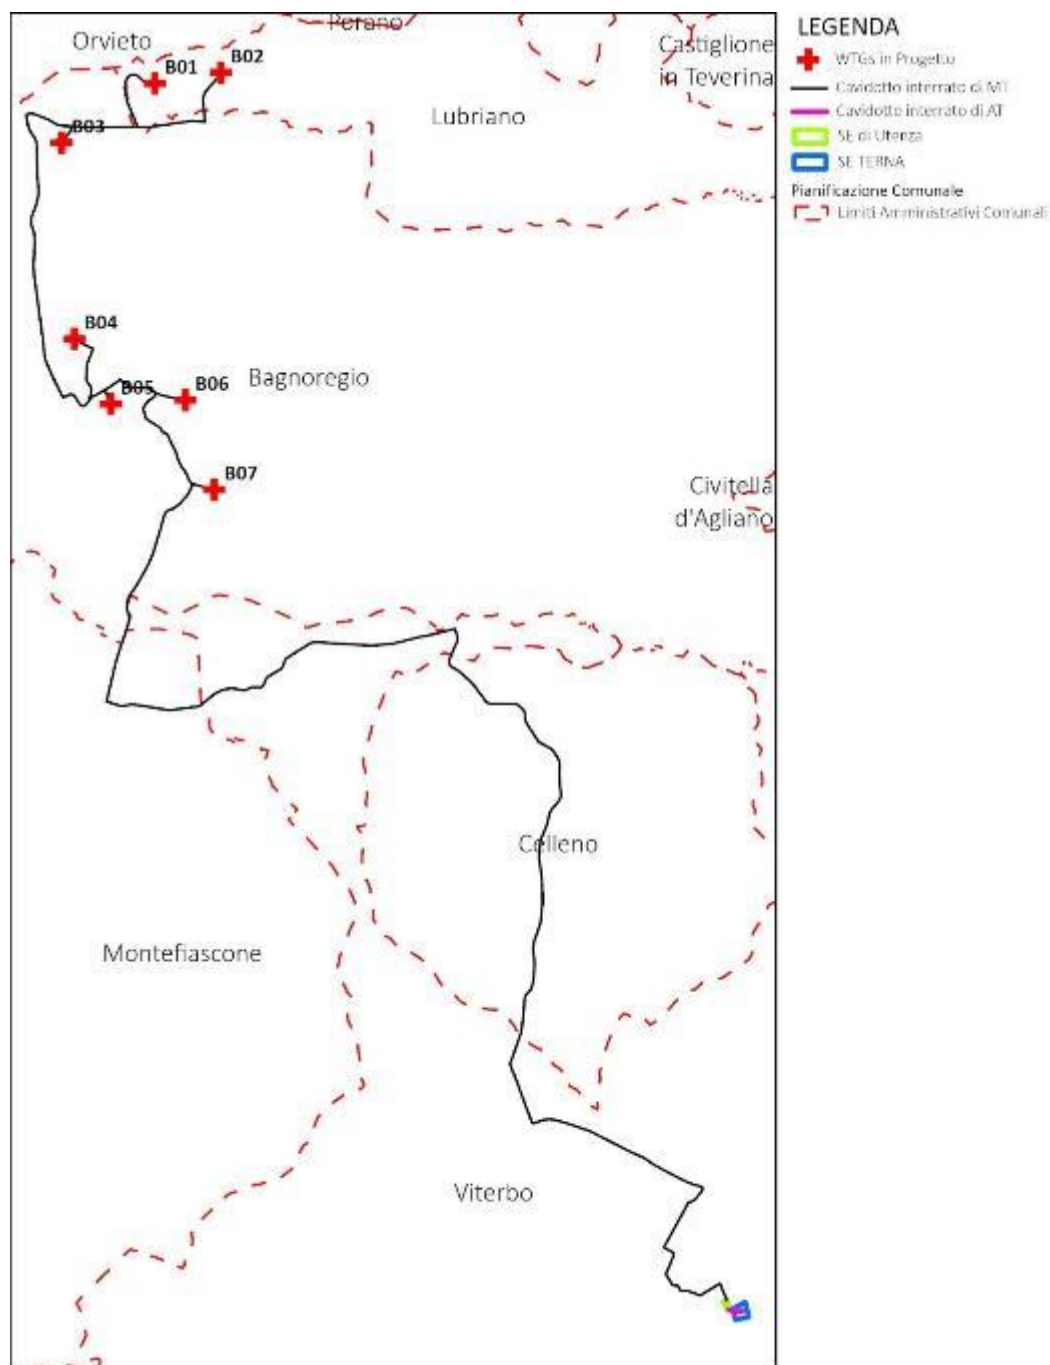 Orvieto
Porano
Castiglione
in Teverina
B01
B02
Lubriano
B03
B04
B05
B06
Bagnoregio
B07
Civitella
d'Agliano
Celleno
Montefiascone
Viterbo
LEGENDA
WTGs in Progetto
Cavidotto interrato di MT
Cavidotto interrato di AT
SE di Utenza
SE TERNA
Pianificazione Comunale
Limiti Amministrativi Comunali